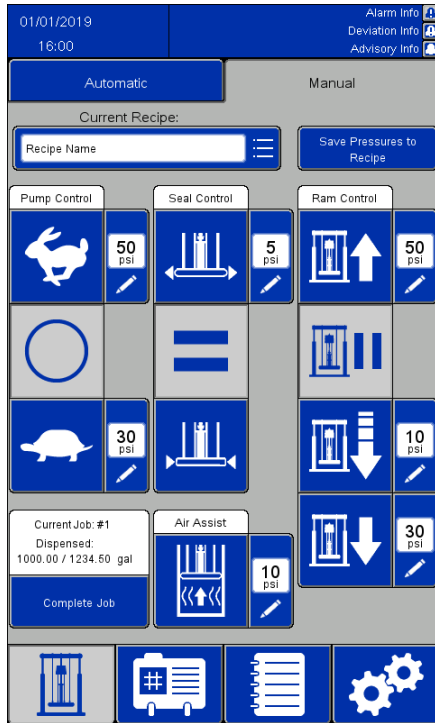 01/01/2019
16:00
Alarm Info
Deviation Info
Advisory Info
Automatic
Manual
Current Recipe:
Recipe Name
Save Pressures to
Recipe
Pump Control
Seal Control
Ram Control
50
psi
5
psi
50
psi
30
psi
10
psi
30
psi
Current Job: #1
Dispensed:
1000.00 / 1234.50 gal
Complete Job
Air Assist
10
psi
#